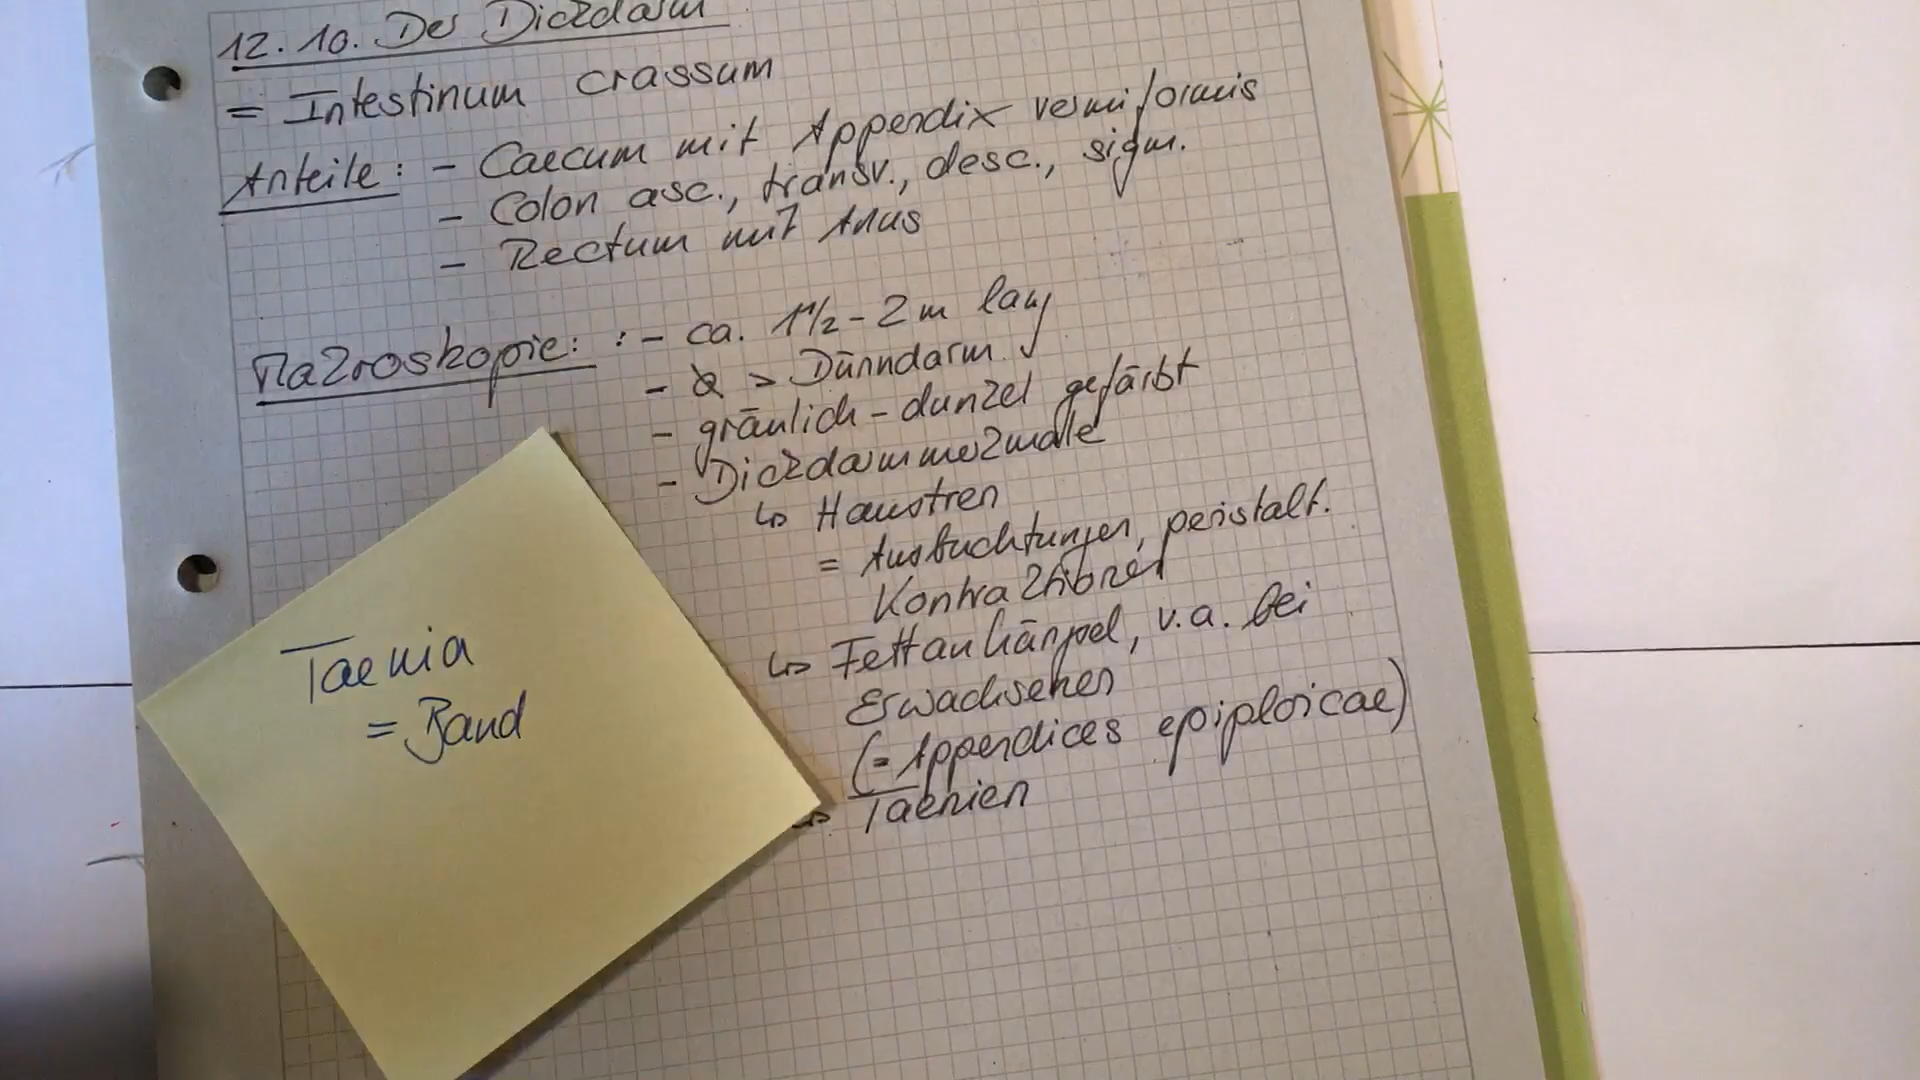 12.10. Der Dickdarm
= Intestinum crassum
Anteile: - Caecum mit Appendix vermiformis
- Colon asc., transv., desc., sigm.
- Rectum mit Anus
Makroskopie: : - ca. 1 1/2 - 2 m lang
- > Dünndarm
- gräulich - dunkel gefärbt
- Dickdarmmerkmale
↳ Haustren
= Ausbuchtungen, peristalt.
Kontraktionen
↳ Fettanhängsel, v.a. bei
Erwachsenen
(= Appendices epiploicae)
↳ Taenien
Taenia
= Band